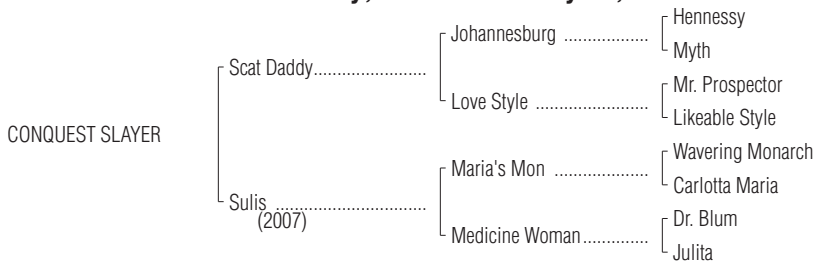 Johannesburg .................. Hennessy
Myth
Scat Daddy.......................
Love Style ........................ Mr. Prospector
Likeable Style
CONQUEST SLAYER
Maria's Mon .................... Wavering Monarch
Carlotta Maria
Sulis ................................
(2007)
Medicine Woman.............. Dr. Blum
Julita